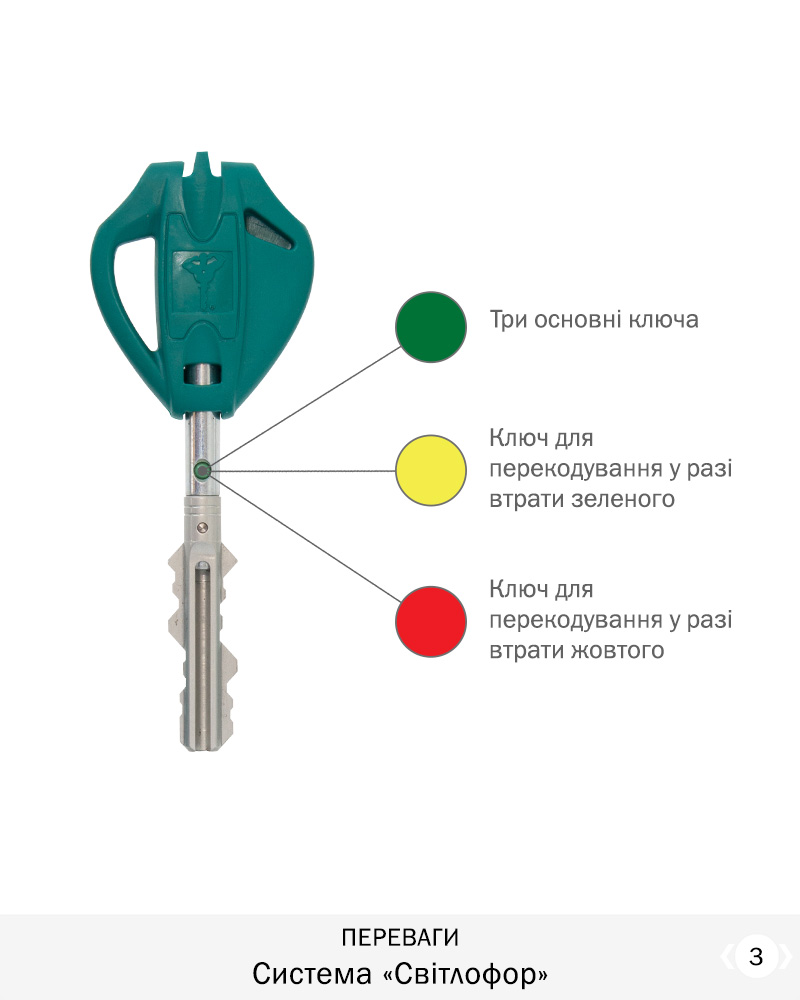 Три основні ключа
Ключ для
перекодування у разі
втрати зеленого
Ключ для
перекодування у разі
втрати жовтого
ПЕРЕВАГИ
Система «Світлофор»
3